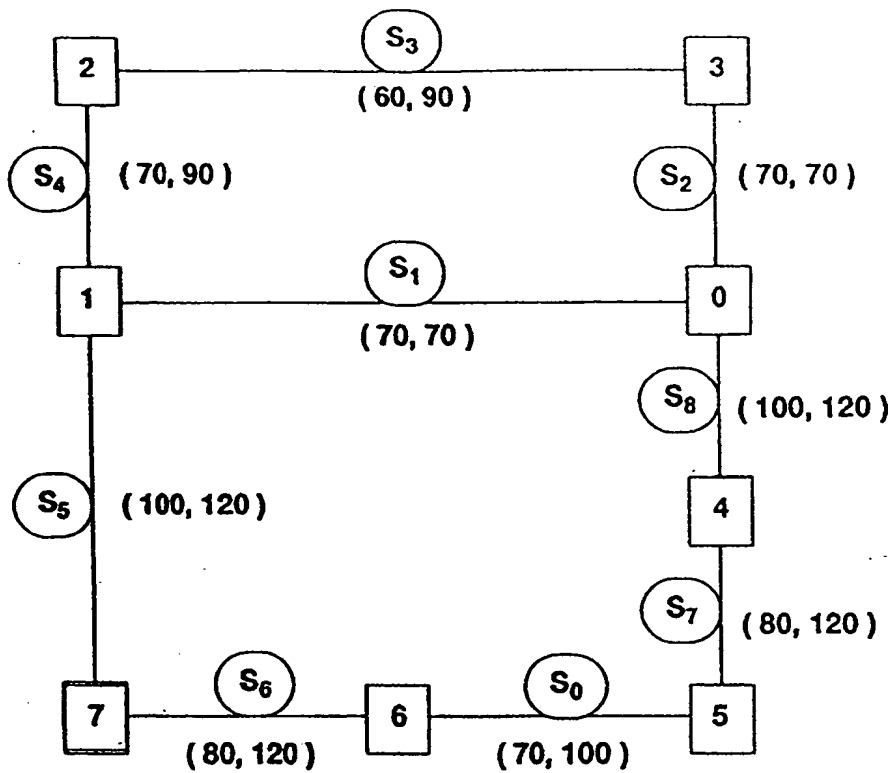 S3
2 3
( 60, 90 )
S4 ( 70, 90 ) S2 ( 70, 70 )
S1
1 0
( 70, 70 )
S8 ( 100, 120 )
S5 ( 100, 120 ) 4
S7 ( 80, 120 )
S6 S0
7 6 5
( 80, 120 ) ( 70, 100 )